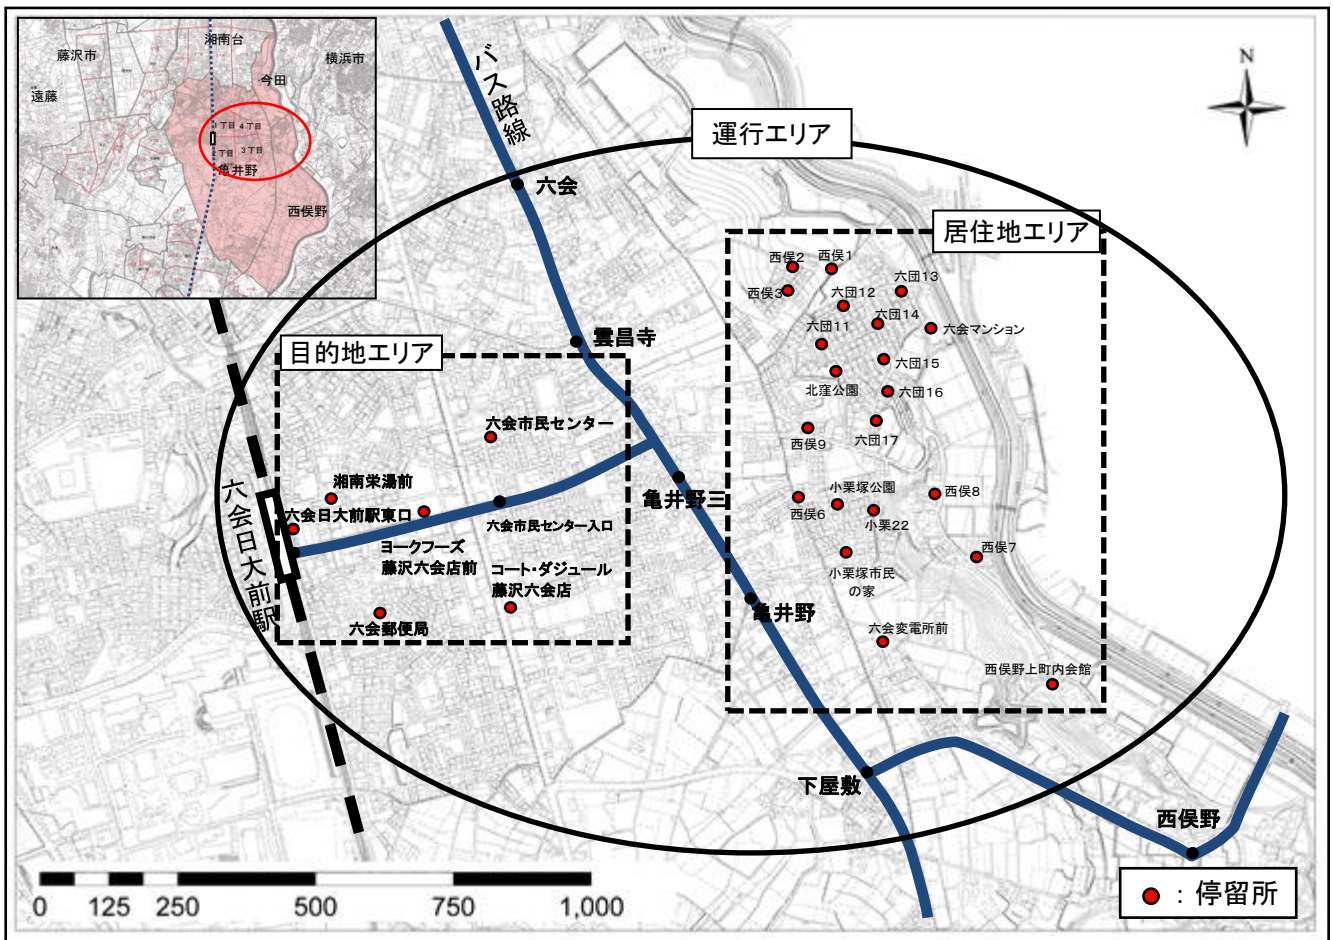 湘南台
藤沢市
横浜市
今田
遠藤
1丁目
4丁目
3丁目
亀井野
西俣野
バス路線
N
運行エリア
六会
居住地エリア
西俣2
西俣1
西俣3
六団13
六団12
六団14
六会マンション
六団11
雲昌寺
目的地エリア
六団15
北窪公園
六団16
六会市民センター
西俣9
六団17
湘南栄湯前
亀井野三
小栗塚公園
西俣8
西俣6
小栗22
六会日大前駅東口
六会市民センター入口
六会日大前駅
ヨークフーズ
藤沢六会店前
コート・ダジュール
藤沢六会店
西俣7
小栗塚市民
の家
亀井野
六会郵便局
六会変電所前
西俣野上町内会館
下屋敷
西俣野
0 125 250 500 750 1,000
：停留所